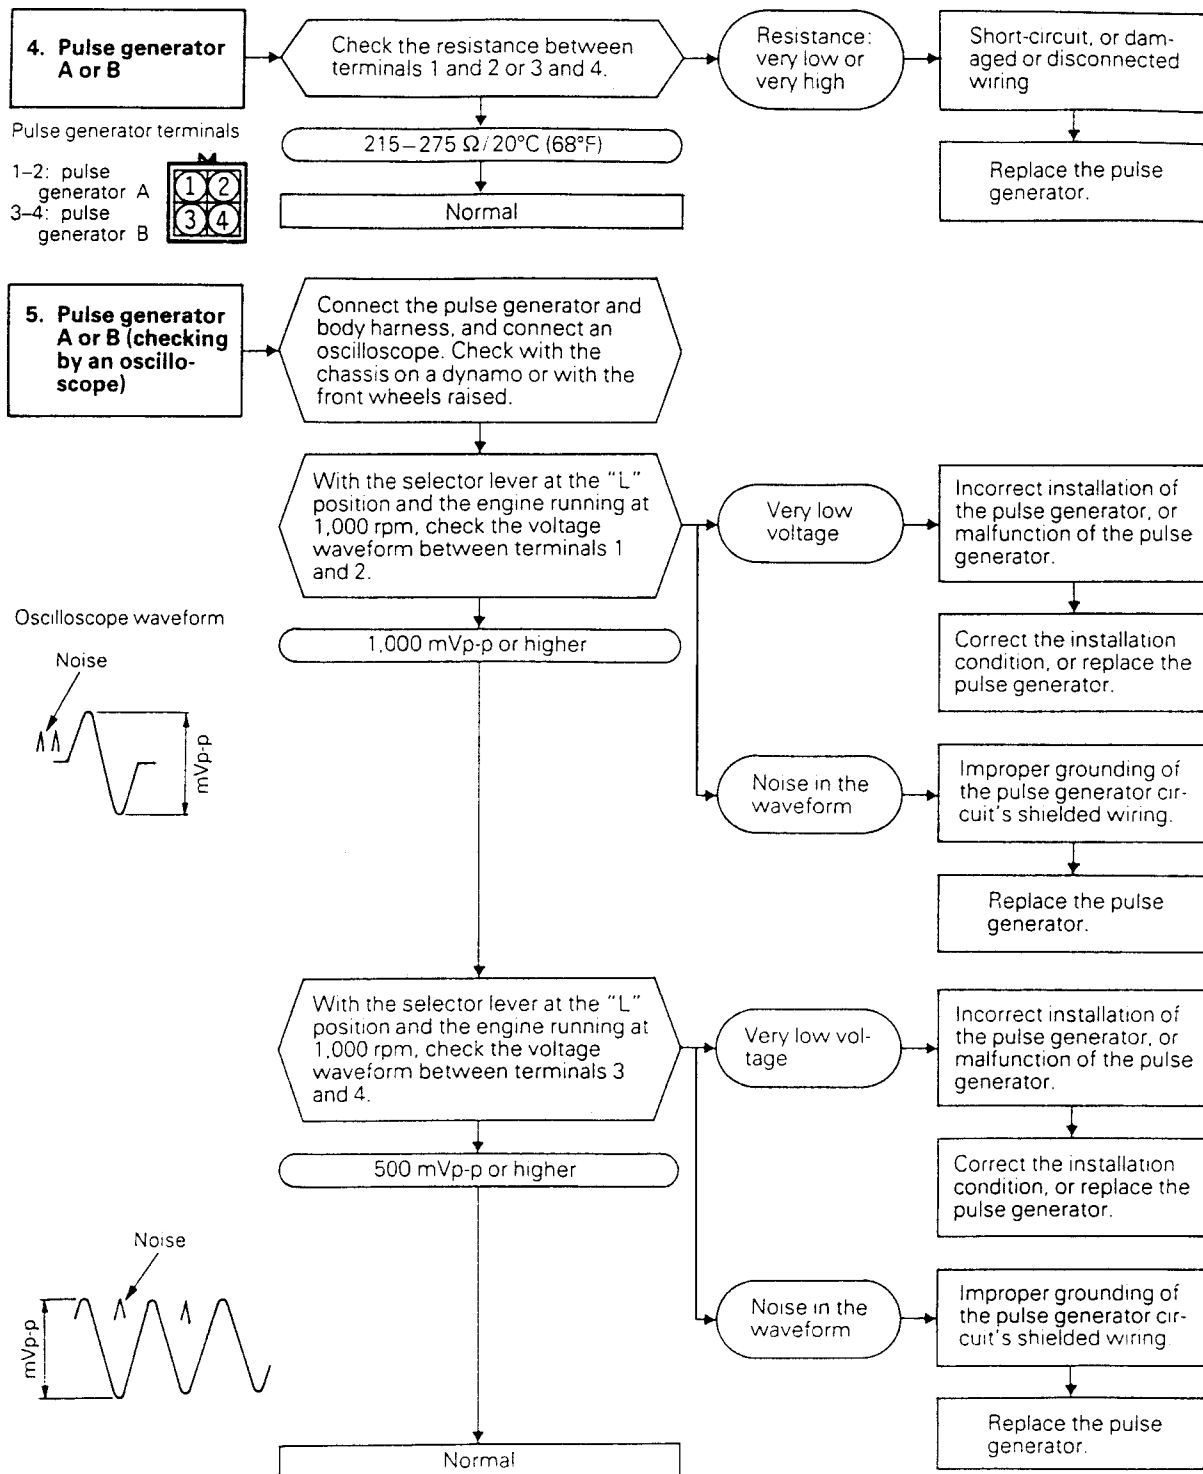 4. Pulse generator
A or B
Check the resistance between
terminals 1 and 2 or 3 and 4.
Resistance:
very low or
very high
Short-circuit, or dam-
aged or disconnected
wiring
Pulse generator terminals
1–2: pulse
generator A
3–4: pulse
generator B
1 2
3 4
215–275 Ω/20°C (68°F)
Normal
Replace the pulse
generator.
5. Pulse generator
A or B (checking
by an oscillo-
scope)
Connect the pulse generator and
body harness, and connect an
oscilloscope. Check with the
chassis on a dynamo or with the
front wheels raised.
With the selector lever at the "L"
position and the engine running at
1,000 rpm, check the voltage
waveform between terminals 1
and 2.
Very low
voltage
Incorrect installation of
the pulse generator, or
malfunction of the pulse
generator.
Oscilloscope waveform
Noise
mVp-p
1,000 mVp-p or higher
Correct the installation
condition, or replace the
pulse generator.
Noise in the
waveform
Improper grounding of
the pulse generator cir-
cuit's shielded wiring.
Replace the pulse
generator.
With the selector lever at the "L"
position and the engine running at
1,000 rpm, check the voltage
waveform between terminals 3
and 4.
Very low vol-
tage
Incorrect installation of
the pulse generator, or
malfunction of the pulse
generator.
500 mVp-p or higher
Correct the installation
condition, or replace the
pulse generator.
Noise
mVp-p
Noise in the
waveform
Improper grounding of
the pulse generator cir-
cuit's shielded wiring.
Replace the pulse
generator.
Normal